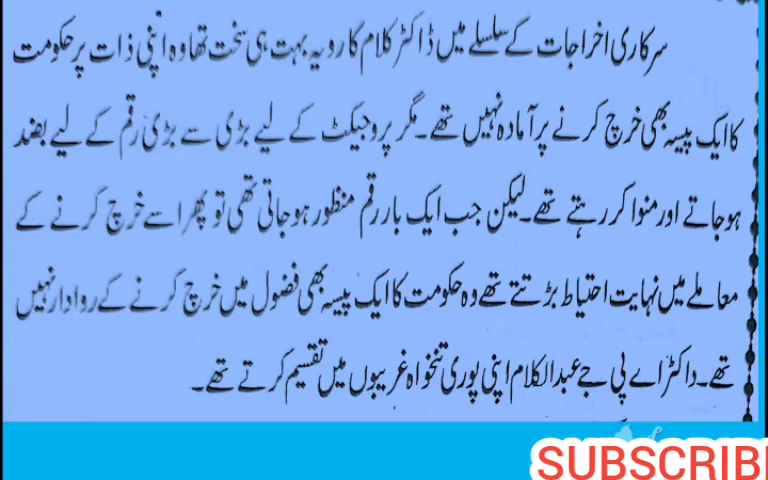 سرکاری اخراجات کے سلسلے میں ڈاکٹر کلام کا رویہ بہت ہی سخت تھا وہ اپنی ذات پر حکومت
کا ایک پیسہ بھی خرچ کرنے پر آمادہ نہیں تھے۔ مگر پروجیکٹ کے لیے بڑی سے بڑی رقم کے لیے بضد
ہوجاتے اور منوا کر رہتے تھے۔ لیکن جب ایک بار رقم منظور ہوجاتی تھی تو پھر اسے خرچ کرنے کے
معاملے میں نہایت احتیاط بڑتتے تھے وہ حکومت کا ایک پیسہ بھی فضول میں خرچ کرنے کے روادار نہیں
تھے۔ داکٹر اے پی جے عبدالکلام اپنی پوری تنخواہ غریبوں میں تقسیم کرتے تھے۔
SUBSCRIB